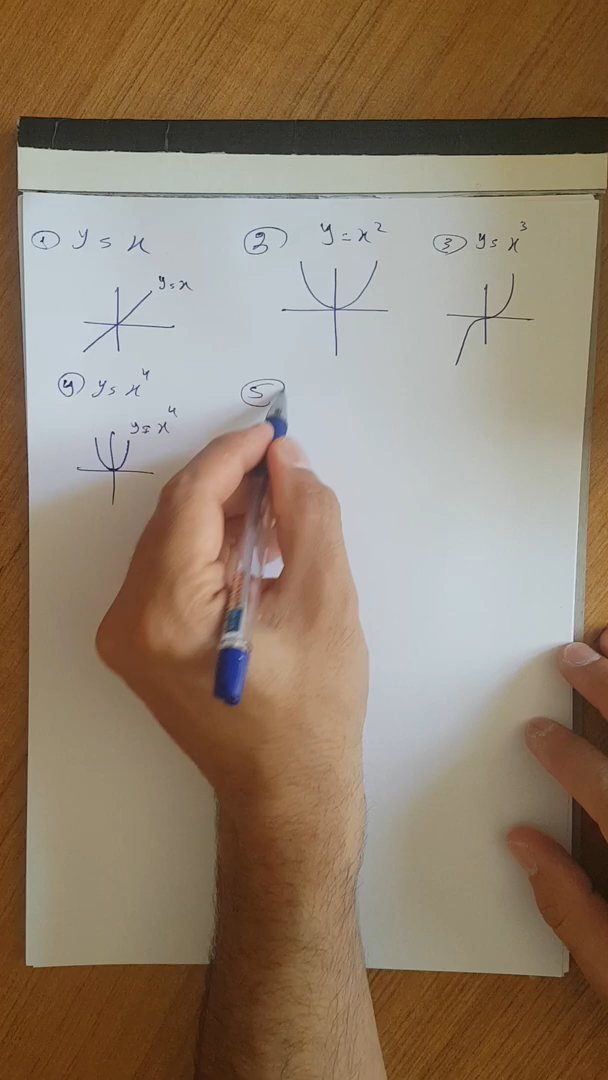 ① y = x
② y = x²
③ y = x³
y = x
④ y = x⁴
⑤
y = x⁴